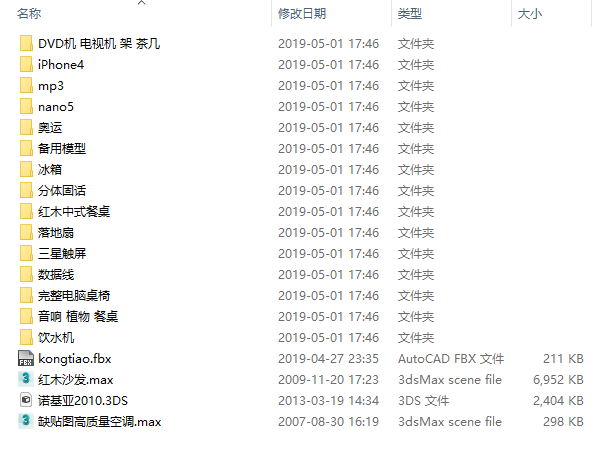 名称 修改日期 类型 大小
DVD机 电视机 架 茶几 2019-05-01 17:46 文件夹
iPhone4 2019-05-01 17:46 文件夹
mp3 2019-05-01 17:46 文件夹
nano5 2019-05-01 17:46 文件夹
奥运 2019-05-01 17:46 文件夹
备用模型 2019-05-01 17:46 文件夹
冰箱 2019-05-01 17:46 文件夹
分体固话 2019-05-01 17:46 文件夹
红木中式餐桌 2019-05-01 17:46 文件夹
落地扇 2019-05-01 17:46 文件夹
三星触屏 2019-05-01 17:46 文件夹
数据线 2019-05-01 17:46 文件夹
完整电脑桌椅 2019-05-01 17:46 文件夹
音响 植物 餐桌 2019-05-01 17:46 文件夹
饮水机 2019-05-01 17:46 文件夹
FBX kongtiao.fbx 2019-04-27 23:35 AutoCAD FBX 文件 211 KB
3 红木沙发.max 2009-11-20 17:23 3dsMax scene file 6,952 KB
诺基亚2010.3DS 2013-03-19 14:34 3DS 文件 2,404 KB
3 缺贴图高质量空调.max 2007-08-30 16:19 3dsMax scene file 298 KB